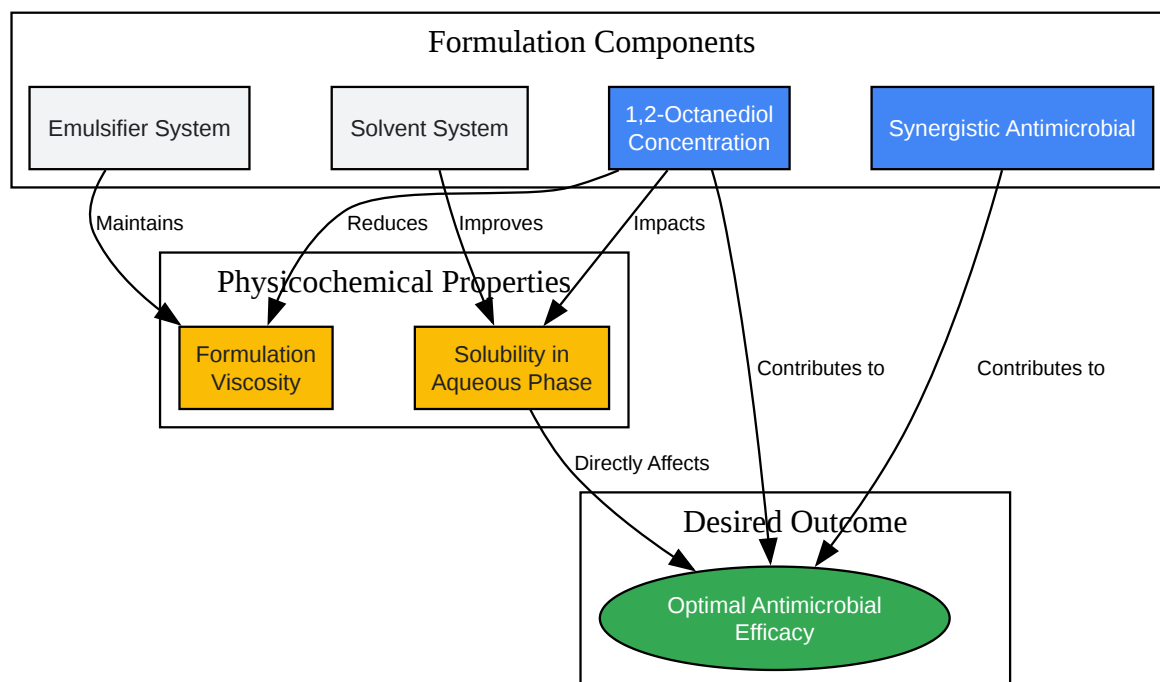 Formulation Components
Emulsifier System
Solvent System
1,2-Octanediol
Concentration
Synergistic Antimicrobial
Maintains
Reduces
Improves
Impacts
Physicochemical Properties
Formulation
Viscosity
Solubility in
Aqueous Phase
Contributes to
Contributes to
Directly Affects
Desired Outcome
Optimal Antimicrobial
Efficacy